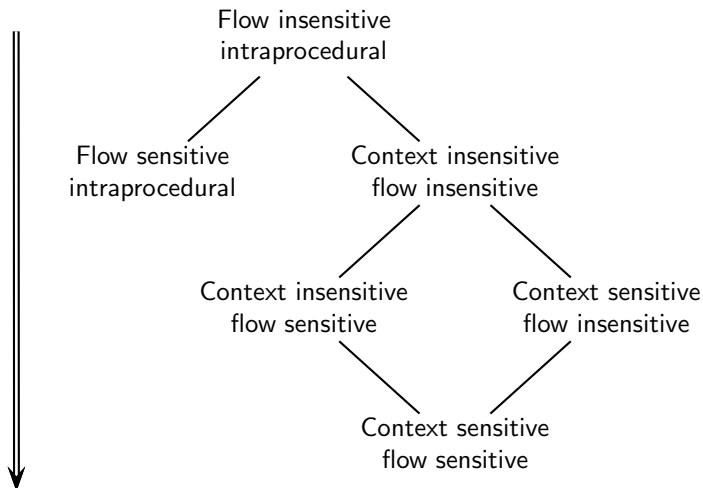 Flow insensitive
intraprocedural
Flow sensitive
intraprocedural
Context insensitive
flow insensitive
Context insensitive
flow sensitive
Context sensitive
flow insensitive
Context sensitive
flow sensitive